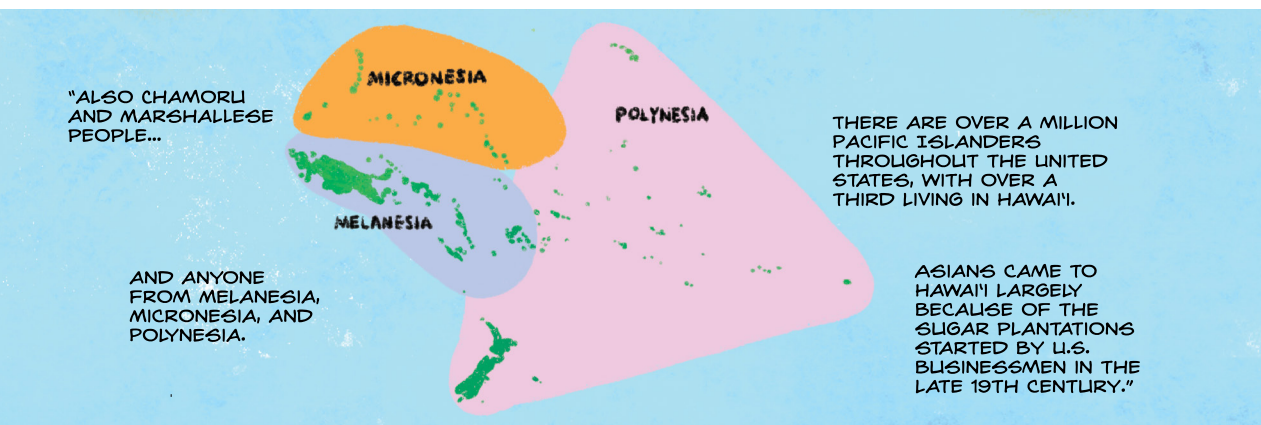 "ALSO CHAMORU
AND MARSHALLESE
PEOPLE...
AND ANYONE
FROM MELANESIA,
MICRONESIA, AND
POLYNESIA.
MICRONESIA
POLYNESIA
MELANESIA
THERE ARE OVER A MILLION
PACIFIC ISLANDERS
THROUGHOUT THE UNITED
STATES, WITH OVER A
THIRD LIVING IN HAWAI'I.
ASIANS CAME TO
HAWAI'I LARGELY
BECAUSE OF THE
SUGAR PLANTATIONS
STARTED BY U.S.
BUSINESSMEN IN THE
LATE 19TH CENTURY."